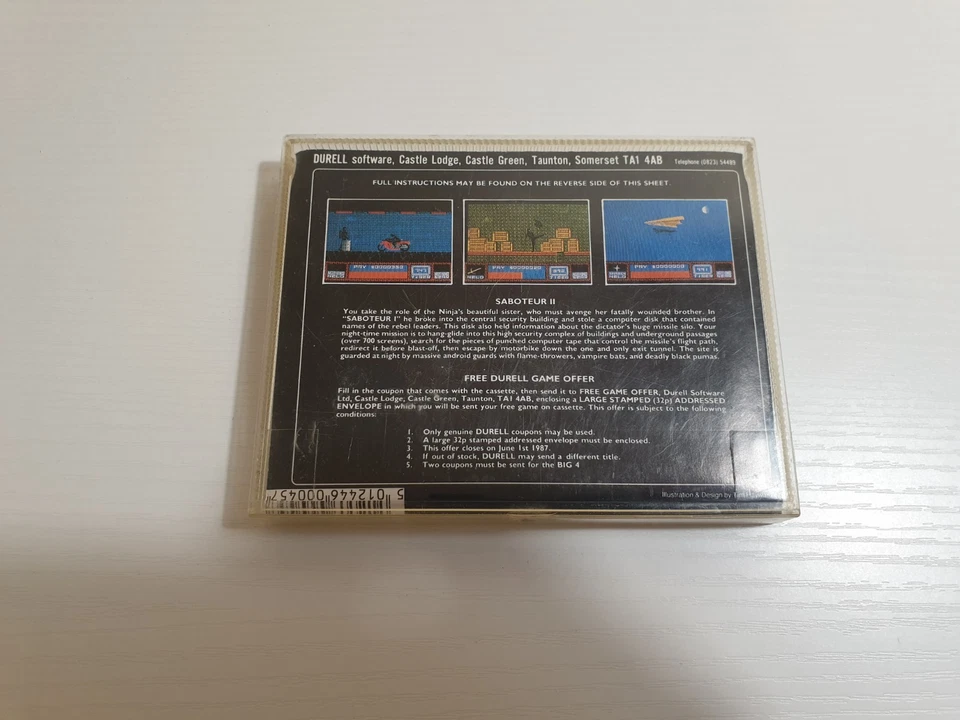 DURELL software, Castle Lodge, Castle Green, Taunton, Somerset TA1 4AB Telephone (0823) 54489
FULL INSTRUCTIONS MAY BE FOUND ON THE REVERSE SIDE OF THIS SHEET.
PAY PAY PAY
SABOTEUR II
You take the role of the Ninja's beautiful sister, who must avenge her fatally wounded brother. In
"SABOTEUR I" he broke into the central security building and stole a computer disk that contained
names of the rebel leaders. This disk also held information about the dictator's huge missile silo. Your
night-time mission is to hang-glide into this high security complex of buildings and underground passages
(over 700 screens), search for the pieces of punched computer tape that control the missile's flight path,
redirect it before blast-off, then escape by motorbike down the one and only exit tunnel. The site is
guarded at night by massive android guards with flame-throwers, vampire bats, and deadly black pumas.
FREE DURELL GAME OFFER
Fill in the coupon that comes with the cassette, then send it to FREE GAME OFFER, Durell Software
Ltd, Castle Lodge, Castle Green, Taunton, TA1 4AB, enclosing a LARGE STAMPED (32p) ADDRESSED
ENVELOPE in which you will be sent your free game on cassette. This offer is subject to the following
conditions:
1. Only genuine DURELL coupons may be used.
2. A large 32p stamped addressed envelope must be enclosed.
3. This offer closes on June 1st 1987.
4. If out of stock, DURELL may send a different title.
5. Two coupons must be sent for the BIG 4
Illustration & Design by
5 012446 000457